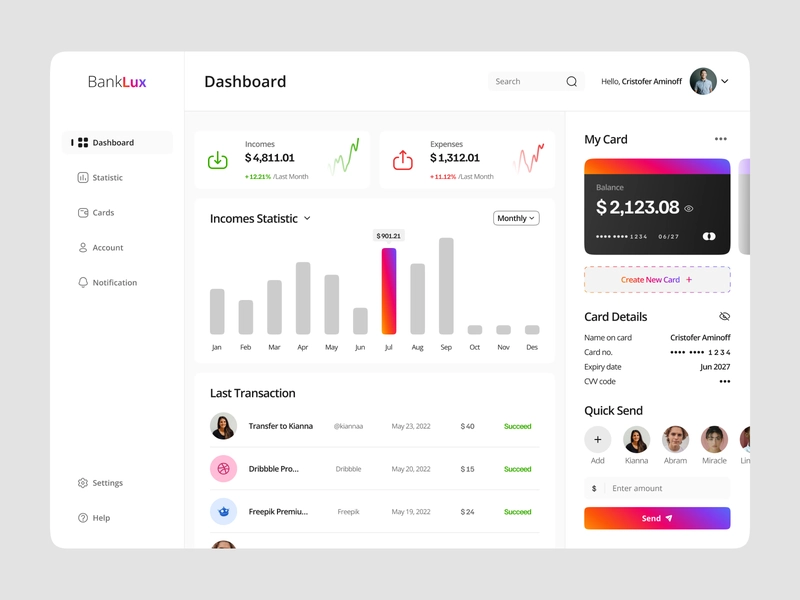 BankLux
Dashboard
Search
Hello, Cristofer Aminoff
Dashboard
Statistic
Cards
Account
Notification
Settings
Help
Incomes
$ 4,811.01
+ 12.21% /Last Month
Expenses
$ 1,312.01
+ 11.12% /Last Month
Incomes Statistic
Monthly
$ 901.21
Jan Feb Mar Apr May Jun Jul Aug Sep Oct Nov Des
Last Transaction
Transfer to Kianna @kiannaa May 23, 2022 $ 40 Succeed
Dribbble Pro... Dribbble May 20, 2022 $ 15 Succeed
Freepik Premiu... Freepik May 19, 2022 $ 24 Succeed
My Card
Balance
$ 2,123.08
•••• •••• 1234 06/27
Create New Card +
Card Details
Name on card Cristofer Aminoff
Card no. •••• •••• 1 2 3 4
Expiry date Jun 2027
CVV code •••
Quick Send
Add Kianna Abram Miracle Lin
$ Enter amount
Send